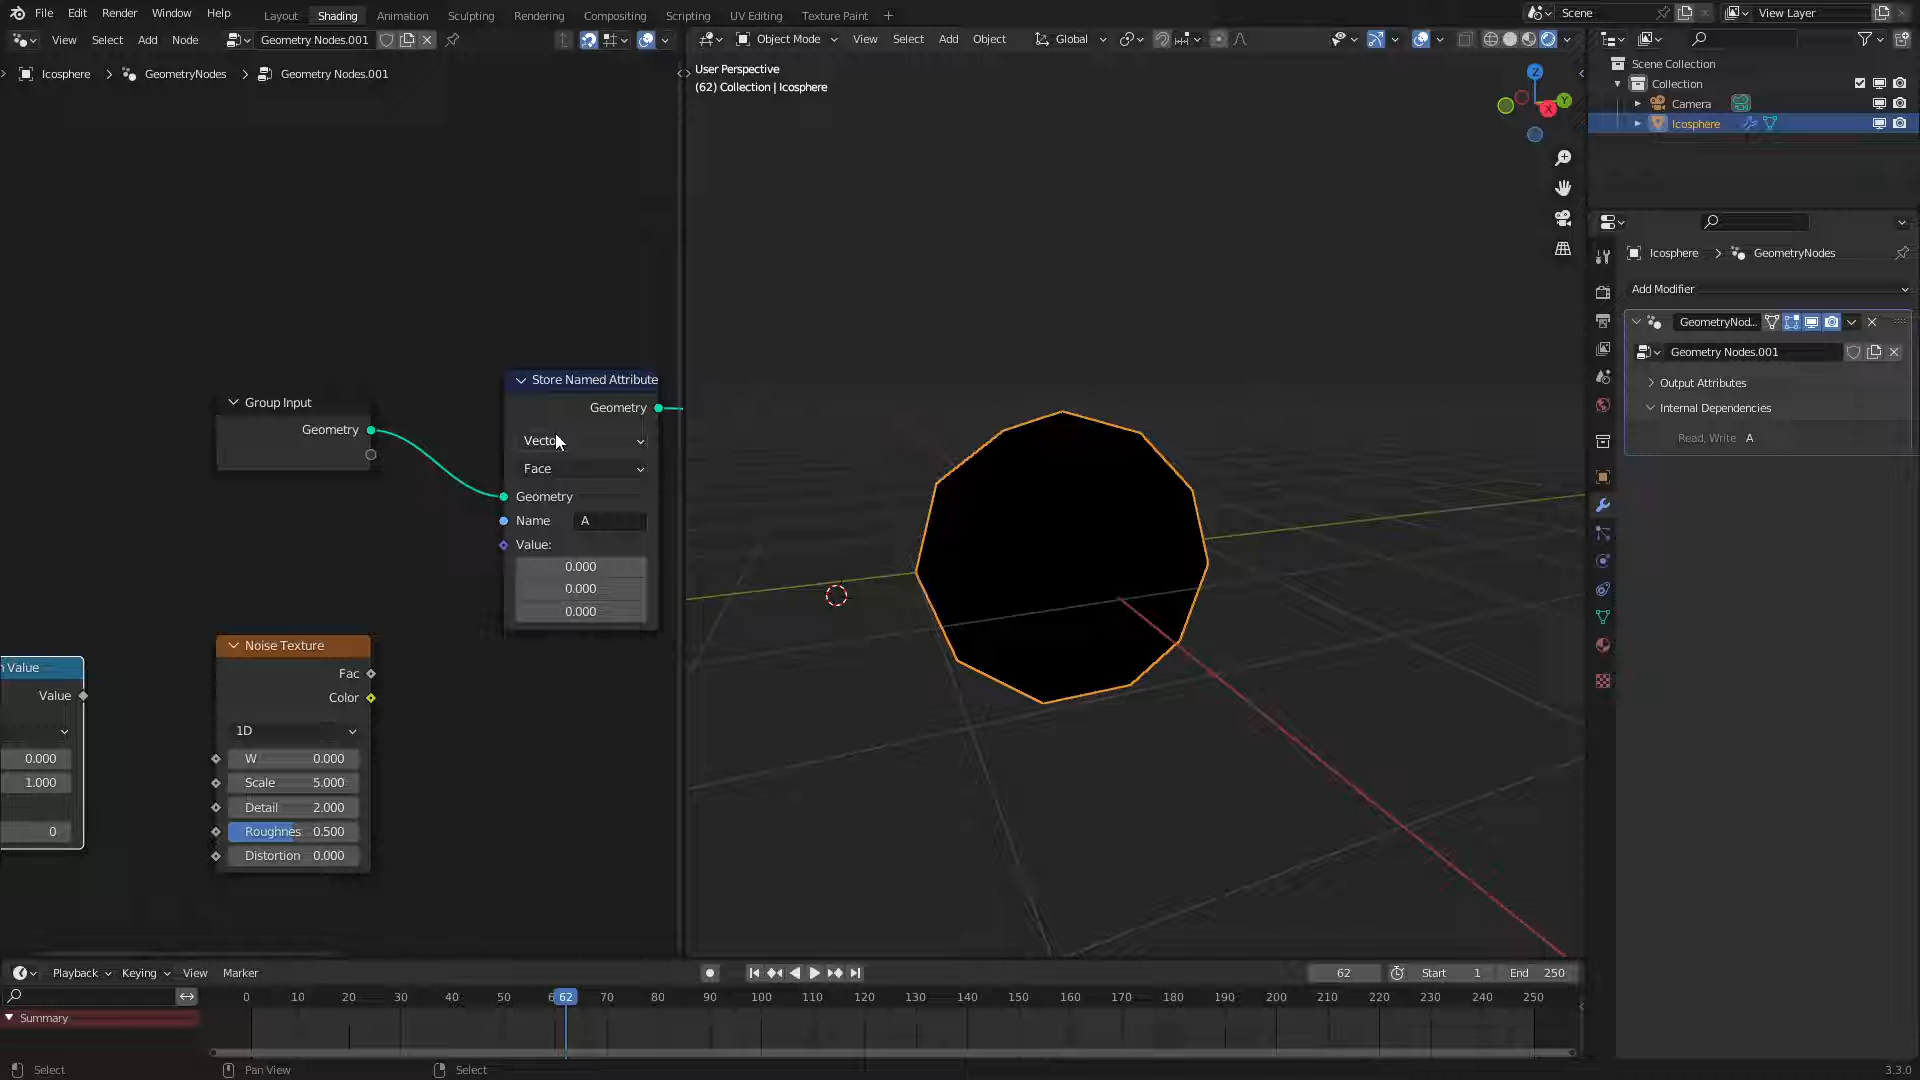 File Edit Render Window Help Layout Shading Animation Sculpting Rendering Compositing Scripting UV Editing Texture Paint + Scene View Layer
View Select Add Node Geometry Nodes.001 Object Mode View Select Add Object Global
Icosphere > GeometryNodes > Geometry Nodes.001
User Perspective
(62) Collection | Icosphere
Z
Y
X
Scene Collection
Collection
Camera
Icosphere
Icosphere > GeometryNodes
Add Modifier
GeometryNod...
Geometry Nodes.001
Output Attributes
Internal Dependencies
Read, Write A
Group Input
Geometry
Store Named Attribute
Geometry
Vecto
Face
Geometry
Name A
Value:
0.000
0.000
0.000
Value
Value
0.000
1.000
0
Noise Texture
Fac
Color
1D
W 0.000
Scale 5.000
Detail 2.000
Roughnes 0.500
Distortion 0.000
Playback Keying View Marker 62 Start 1 End 250
0 10 20 30 40 50 6 62 70 80 90 100 110 120 130 140 150 160 170 180 190 200 210 220 230 240 250
Summary
Select Pan View Select 3.3.0